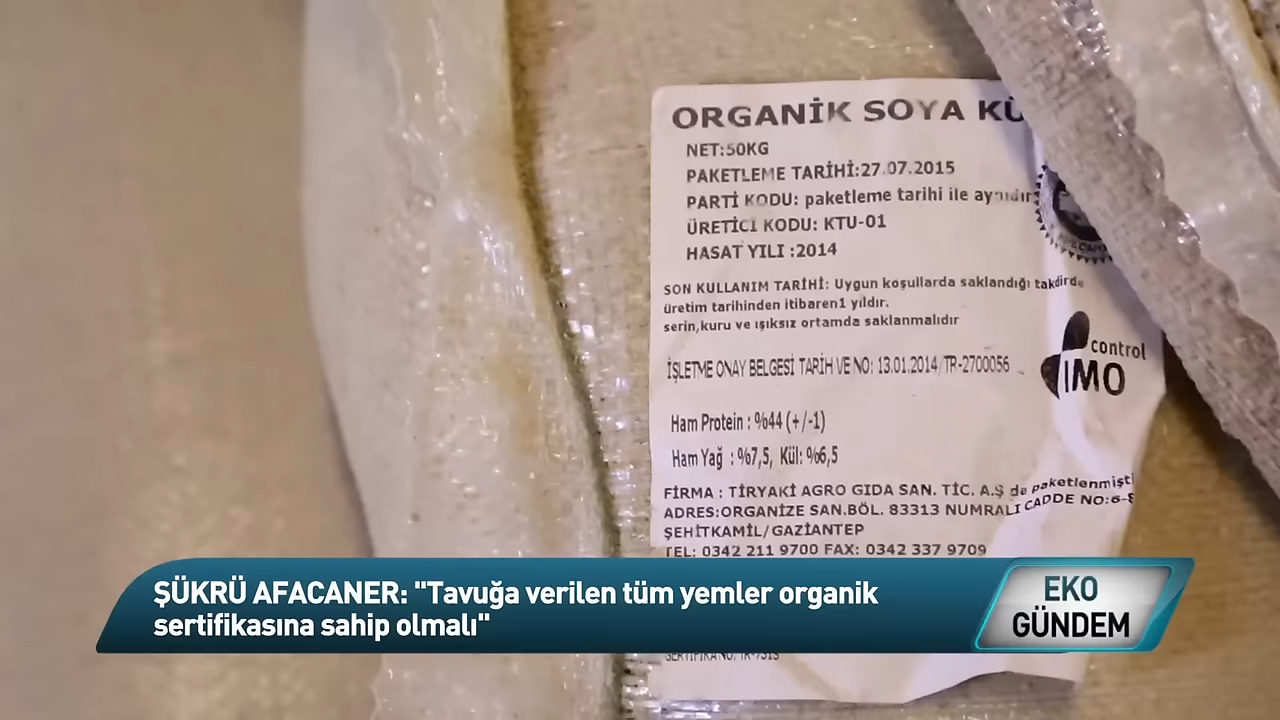 ORGANİK SOYA KÜ
NET:50KG
PAKETLEME TARİHİ:27.07.2015
PARTİ KODU: paketleme tarihi ile aynıdır
ÜRETİCİ KODU: KTU-01
HASAT YILI :2014
SON KULLANIM TARİHİ: Uygun koşullarda saklandığı takdirde
üretim tarihinden itibaren1 yıldır.
serin,kuru ve ışıksız ortamda saklanmalıdır
control
IMO
İŞLETME ONAY BELGESİ TARİH VE NO: 13.01.2014/TR-2700056
Ham Protein : %44 (+/-1)
Ham Yağ : %7,5, Kül: %6,5
FİRMA : TİRYAKİ AGRO GIDA SAN. TİC. A.Ş de paketlenmişti
ADRES:ORGANİZE SAN.BÖL. 83313 NUMRALI CADDE NO:6-8
ŞEHİTKAMİL/GAZİANTEP
TEL: 0342 211 9700 FAX: 0342 337 9709
ŞÜKRÜ AFACANER: "Tavuğa verilen tüm yemler organik
sertifikasına sahip olmalı"
EKO
GÜNDEM